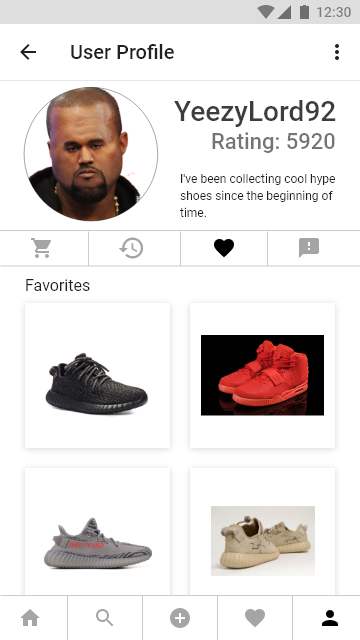 12:30
User Profile
YeezyLord92
Rating: 5920
I've been collecting cool hype
shoes since the beginning of
time.
Favorites